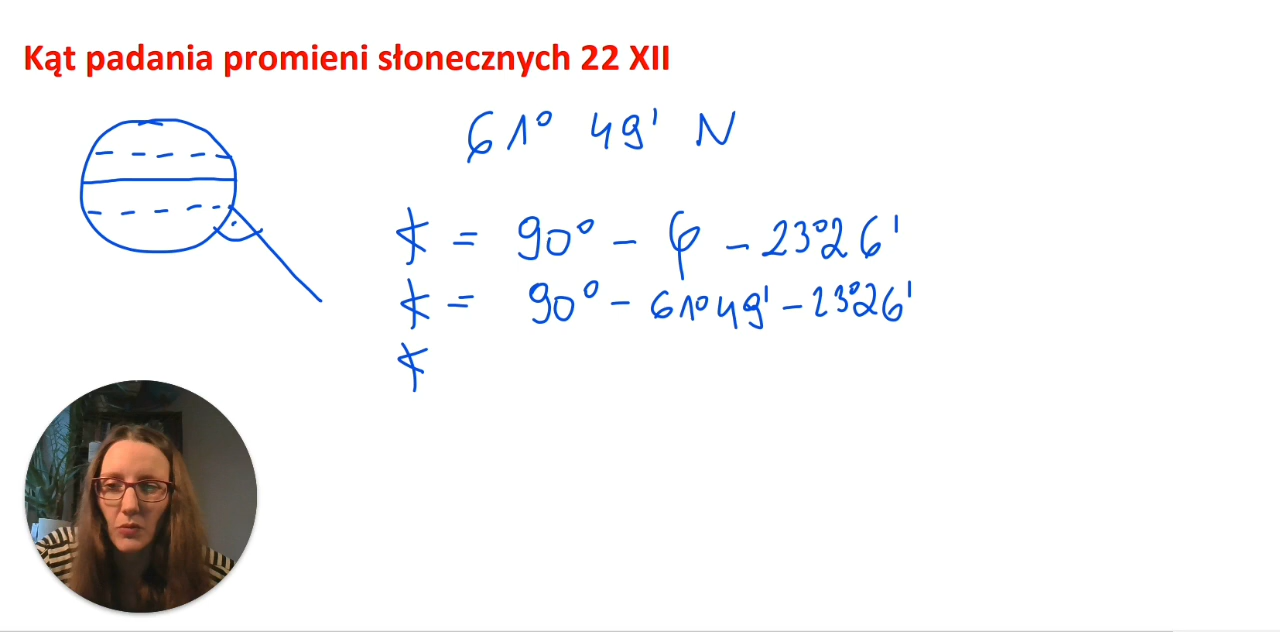 Kąt padania promieni słonecznych 22 XII
61° 49' N
∢ = 90° - φ - 23°26'
∢ = 90° - 61°49' - 23°26'
∢